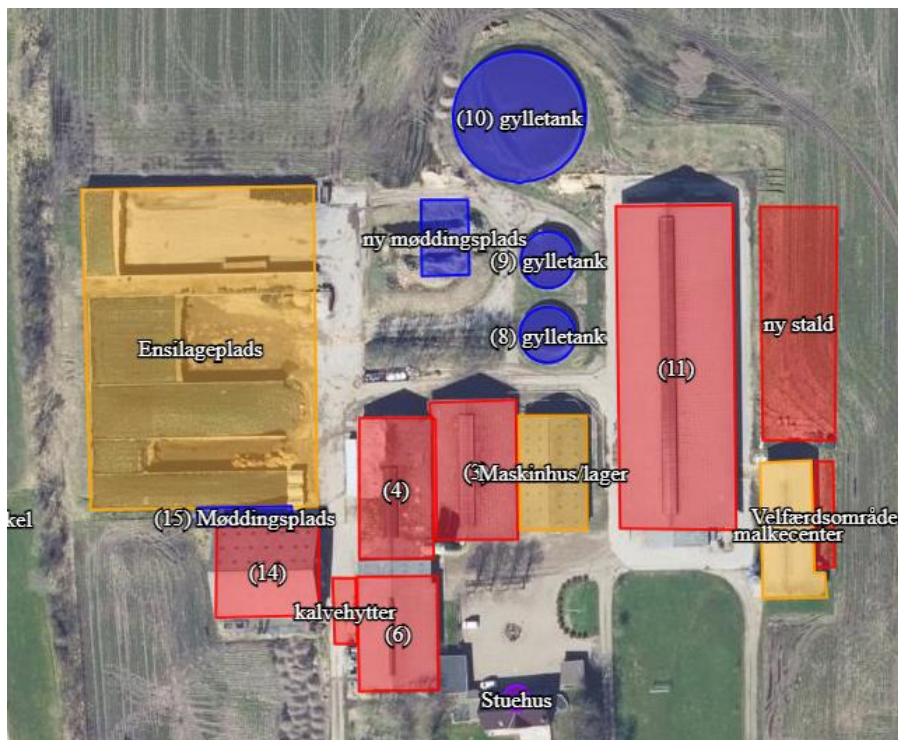 (10) gylletank
ny møddingsplads
(9) gylletank
ny stald
(8) gylletank
Ensilageplads
(11)
(3)
Maskinhus/lager
(4)
kel
(15) Møddingsplads
Velfærdsområde
malkecenter
(14)
kalvehytter
(6)
Stuehus